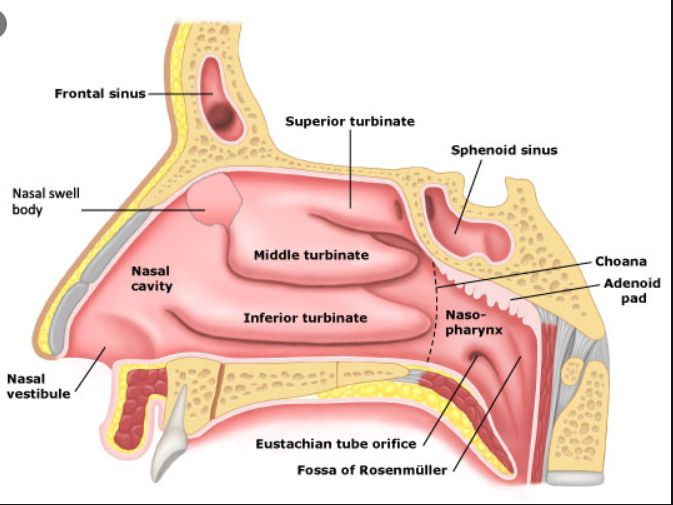 Frontal sinus
Superior turbinate
Sphenoid sinus
Nasal swell
body
Middle turbinate
Choana
Nasal
cavity
Adenoid
pad
Inferior turbinate
Naso-
pharynx
Nasal
vestibule
Eustachian tube orifice
Fossa of Rosenmüller